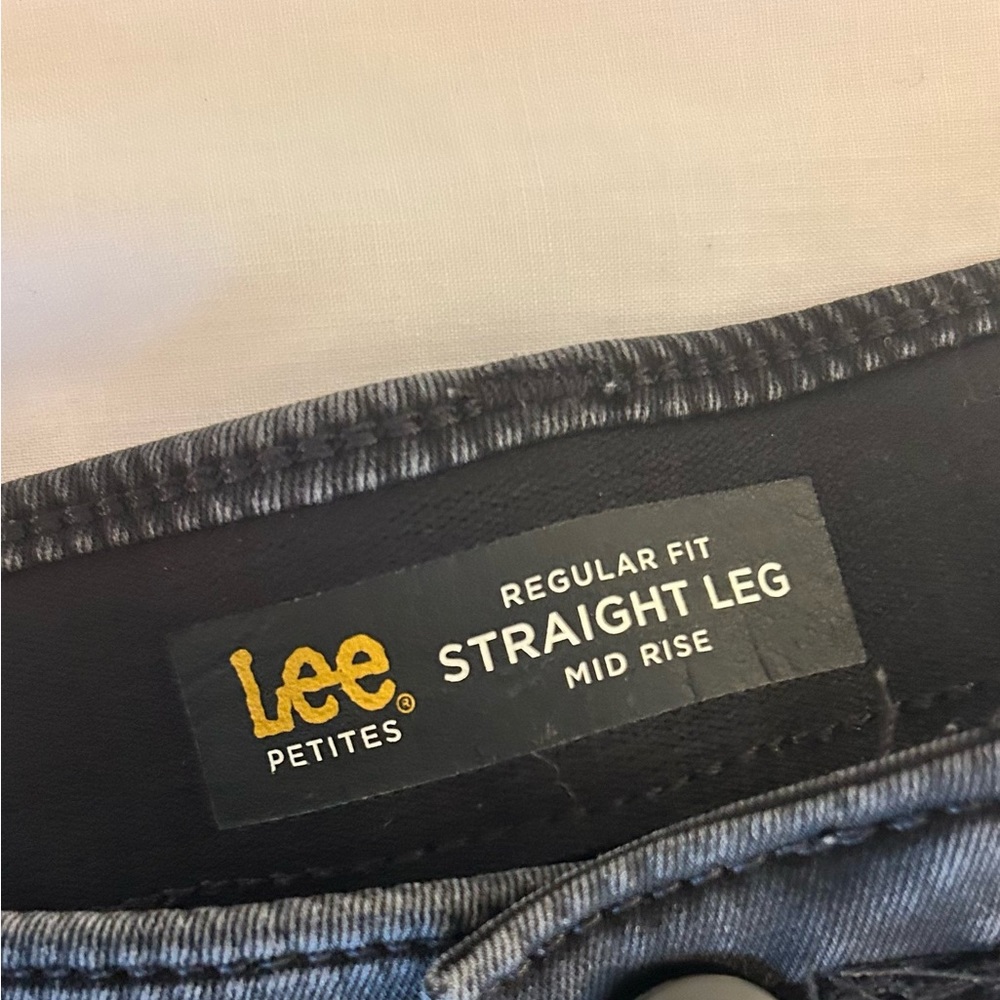 Lee®
PETITES
REGULAR FIT
STRAIGHT LEG
MID RISE